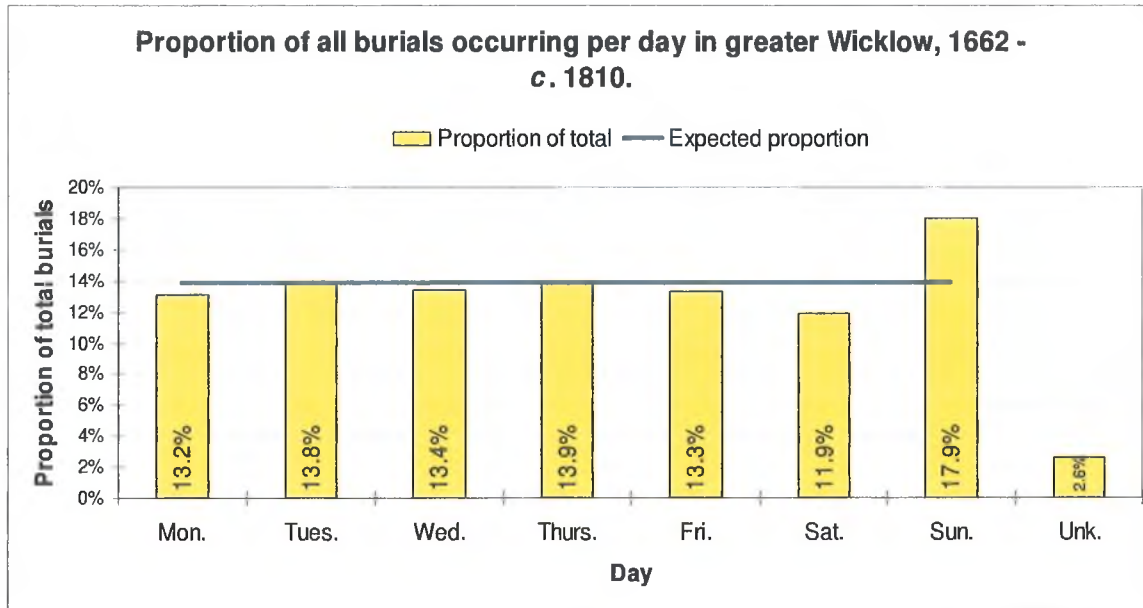 Proportion of all burials occurring per day in greater Wicklow, 1662 -
c. 1810.
Proportion of total
Expected proportion
Proportion of total burials
20%
18%
16%
14%
12%
10%
8%
6%
4%
2%
0%
13.2%
13.8%
13.4%
13.9%
13.3%
11.9%
17.9%
2.6%
Mon.
Tues.
Wed.
Thurs.
Fri.
Sat.
Sun.
Unk.
Day